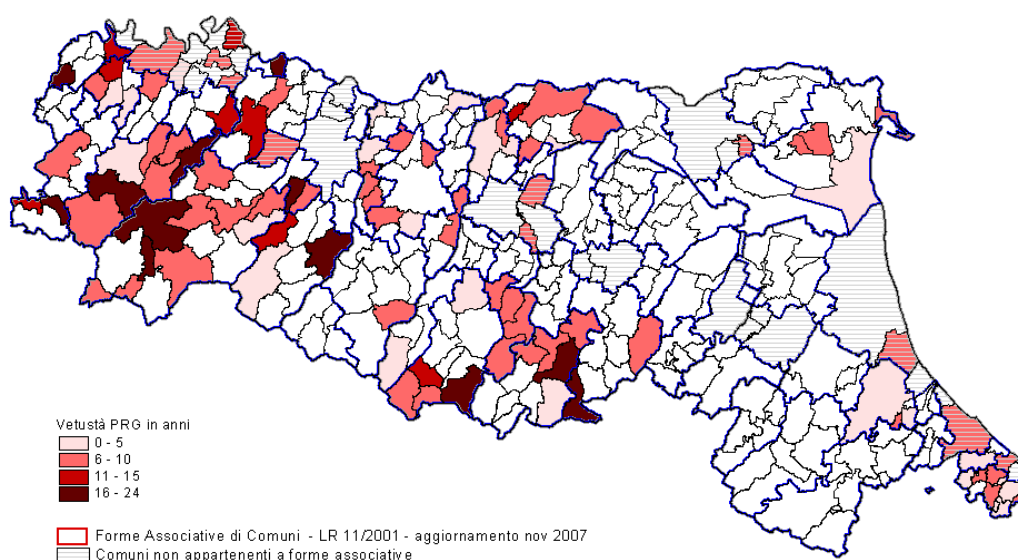 Vetustà PRG in anni
0 - 5
6 - 10
11 - 15
16 - 24
Forme Associative di Comuni - LR 11/2001 - aggiornamento nov 2007
Comuni non appartenenti a forme associative